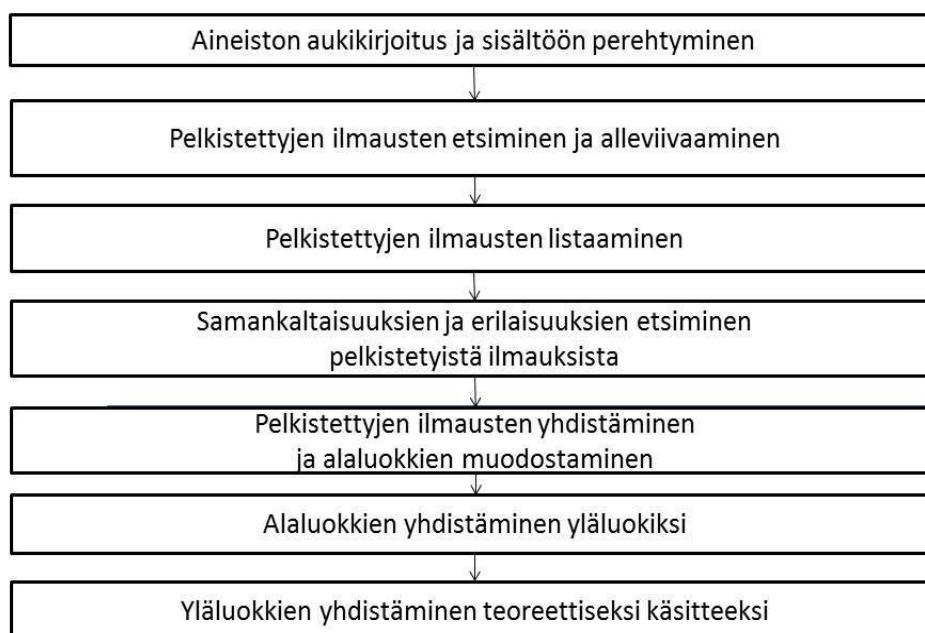 Aineiston aukikirjoitus ja sisältöön perehtyminen
Pelkistettyjen ilmausten etsiminen ja alleviivaaminen
Pelkistettyjen ilmausten listaaminen
Samankaltaisuuksien ja erilaisuuksien etsiminen
pelkistetyistä ilmauksista
Pelkistettyjen ilmausten yhdistäminen
ja alaluokkien muodostaminen
Alaluokkien yhdistäminen yläluokiksi
Yläluokkien yhdistäminen teoreettiseksi käsitteeksi